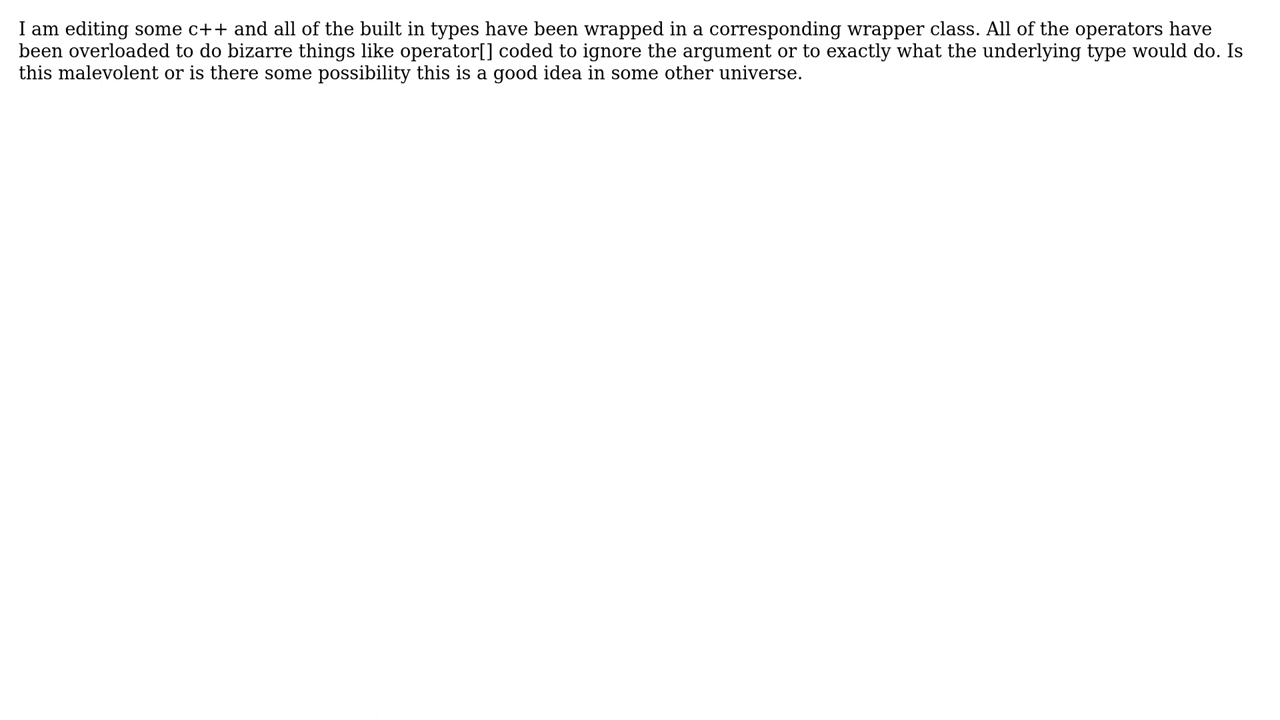 I am editing some c++ and all of the built in types have been wrapped in a corresponding wrapper class. All of the operators have
been overloaded to do bizarre things like operator[] coded to ignore the argument or to exactly what the underlying type would do. Is
this malevolent or is there some possibility this is a good idea in some other universe.